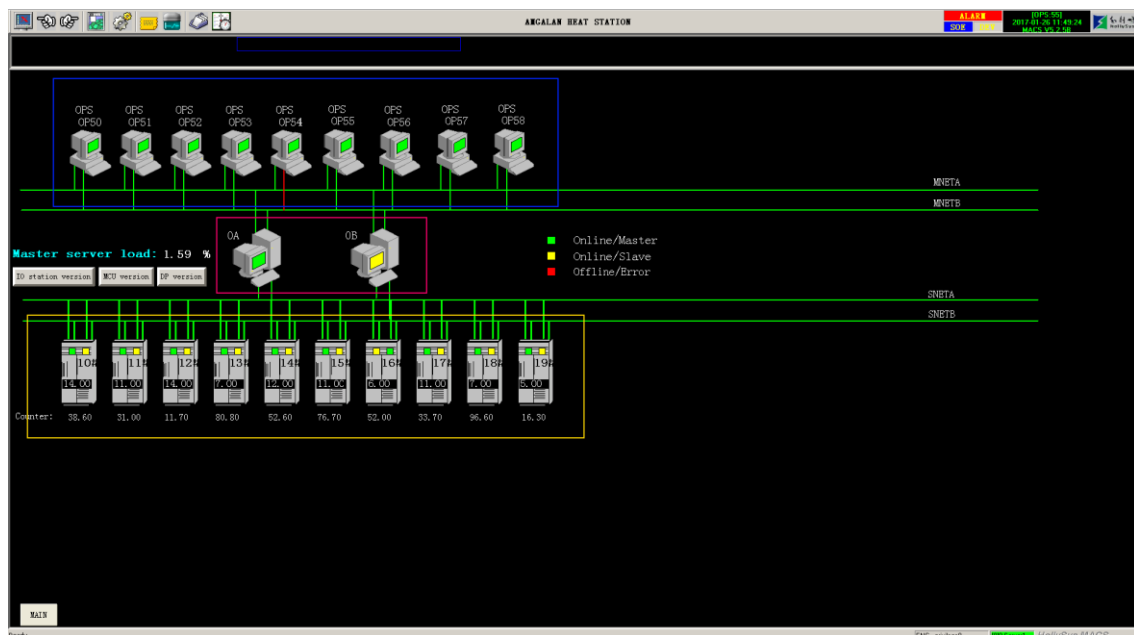 AMGALAN HEAT STATION
ALARM
SOE
[OPS 55]
2017-01-26 11:49:24
MACS V5.2.5B
OPS OPS OPS OPS OPS OPS OPS OPS OPS
OP50 OP51 OP52 OP53 OP54 OP55 OP56 OP57 OP58
MNETA
MNETB
0A 0B
Online/Master
Master server load: 1.59 %
Online/Slave
Offline/Error
IO station version MCU version DP version
SNETA
SNETB
10# 11# 12# 13# 14# 15# 16# 17# 18# 19#
14.00 11.00 14.00 7.00 12.00 11.00 6.00 11.00 7.00 5.00
Counter: 38.60 31.00 11.70 80.80 52.60 76.70 52.00 33.70 96.60 16.30
MAIN
HollySys MACS